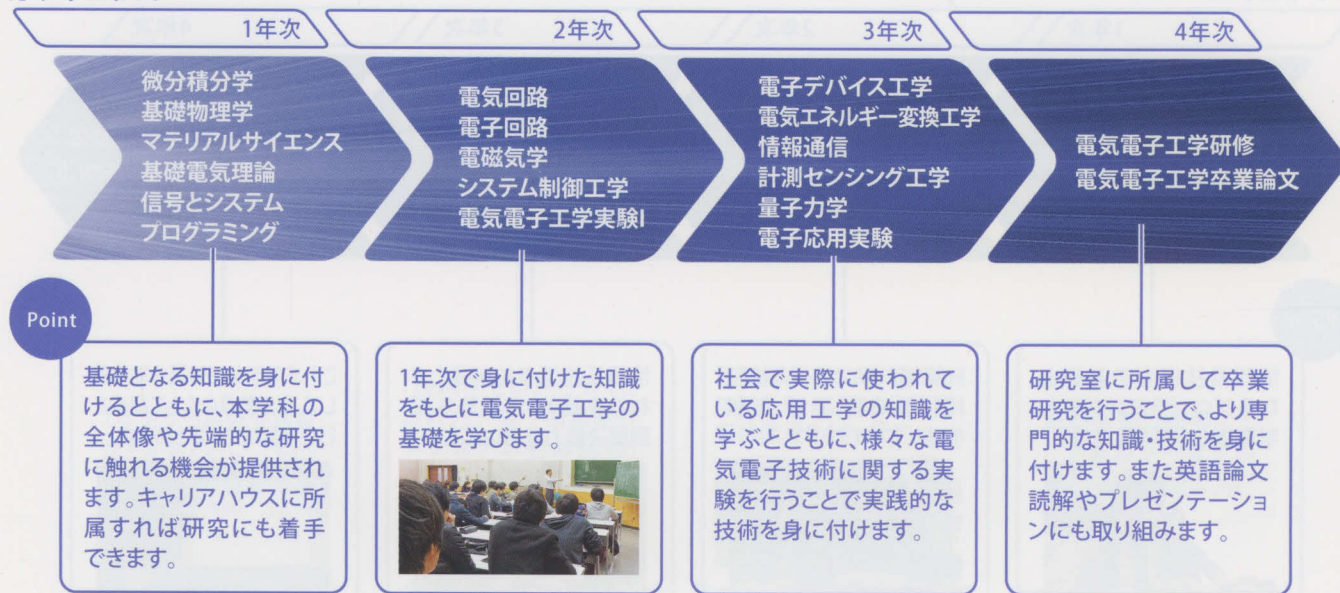 1年次
2年次
3年次
4年次
微分積分学
基礎物理学
マテリアルサイエンス
基礎電気理論
信号とシステム
プログラミング
電気回路
電子回路
電磁気学
システム制御工学
電気電子工学実験I
電子デバイス工学
電気エネルギー変換工学
情報通信
計測センシング工学
量子力学
電子応用実験
電気電子工学研修
電気電子工学卒業論文
Point
基礎となる知識を身に付
けるとともに、本学科の
全体像や先端的な研究
に触れる機会が提供され
ます。キャリアハウスに所
属すれば研究にも着手
できます。
1年次で身に付けた知識
をもとに電気電子工学の
基礎を学びます。
社会で実際に使われて
いる応用工学の知識を
学ぶとともに、様々な電
気電子技術に関する実
験を行うことで実践的な
技術を身に付けます。
研究室に所属して卒業
研究を行うことで、より専
門的な知識・技術を身に
付けます。また英語論文
読解やプレゼンテーショ
ンにも取り組みます。